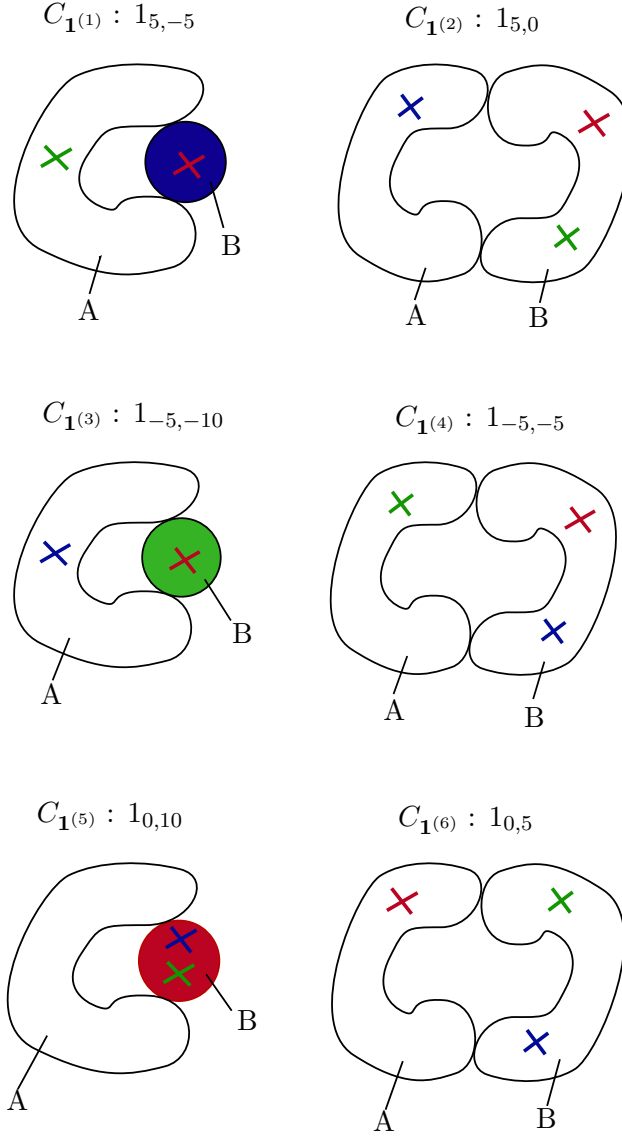 C_{𝟏^{(1)}} : 1_{5,−5}
C_{𝟏^{(2)}} : 1_{5,0}
B
A
A
B
C_{𝟏^{(3)}} : 1_{−5,−10}
C_{𝟏^{(4)}} : 1_{−5,−5}
B
A
A
B
C_{𝟏^{(5)}} : 1_{0,10}
C_{𝟏^{(6)}} : 1_{0,5}
B
A
A
B